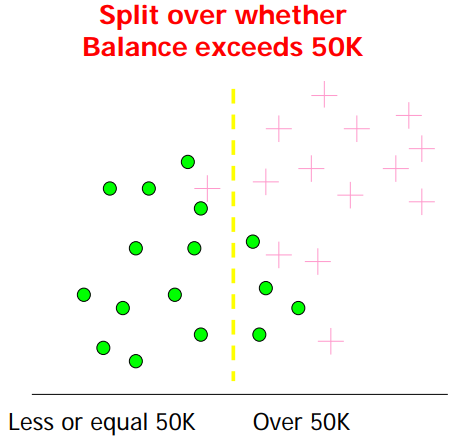 Split over whether
Balance exceeds 50K
Less or equal 50K Over 50K